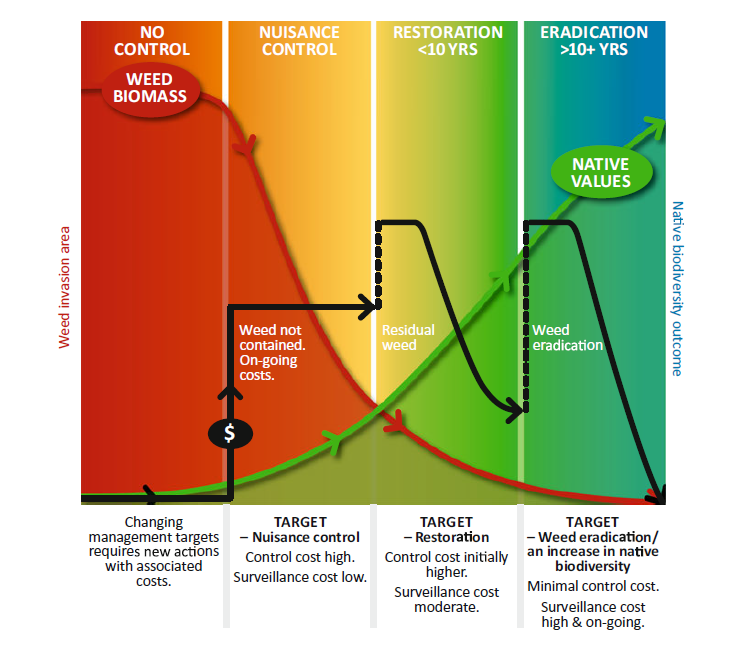 NO
CONTROL
NUISANCE
CONTROL
RESTORATION
<10 YRS
ERADICATION
>10+ YRS
WEED
BIOMASS
NATIVE
VALUES
Weed invasion area
Native biodiversity outcome
Weed not
contained.
On-going
costs.
Residual
weed
Weed
eradication
$
Changing
management targets
requires new actions
with associated
costs.
TARGET
– Nuisance control
Control cost high.
Surveillance cost low.
TARGET
– Restoration
Control cost initially
higher.
Surveillance cost
moderate.
TARGET
– Weed eradication/
an increase in native
biodiversity
Minimal control cost.
Surveillance cost
high & on-going.